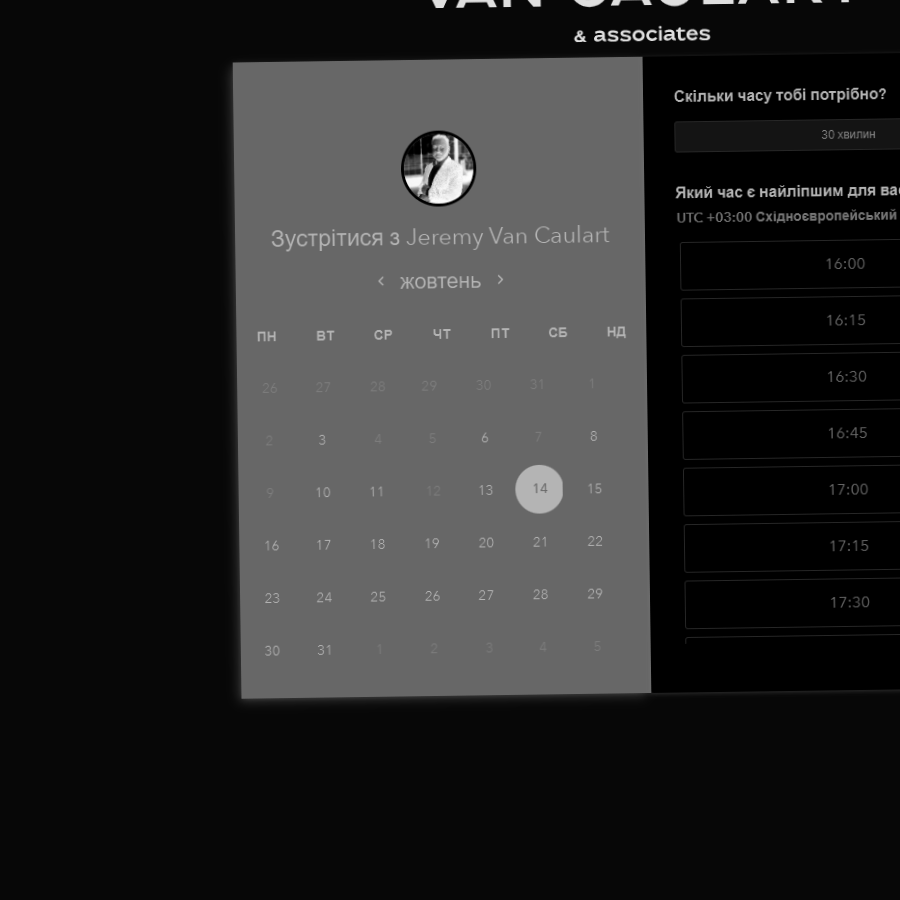 VAN CAULART
& associates
Зустрітися з Jeremy Van Caulart
‹ жовтень ›
ПН ВТ СР ЧТ ПТ СБ НД
26 27 28 29 30 31 1
2 3 4 5 6 7 8
9 10 11 12 13 14 15
16 17 18 19 20 21 22
23 24 25 26 27 28 29
30 31 1 2 3 4 5
Скільки часу тобі потрібно?
30 хвилин
Який час є найліпшим для вас
UTC +03:00 Східноєвропейський
16:00
16:15
16:30
16:45
17:00
17:15
17:30